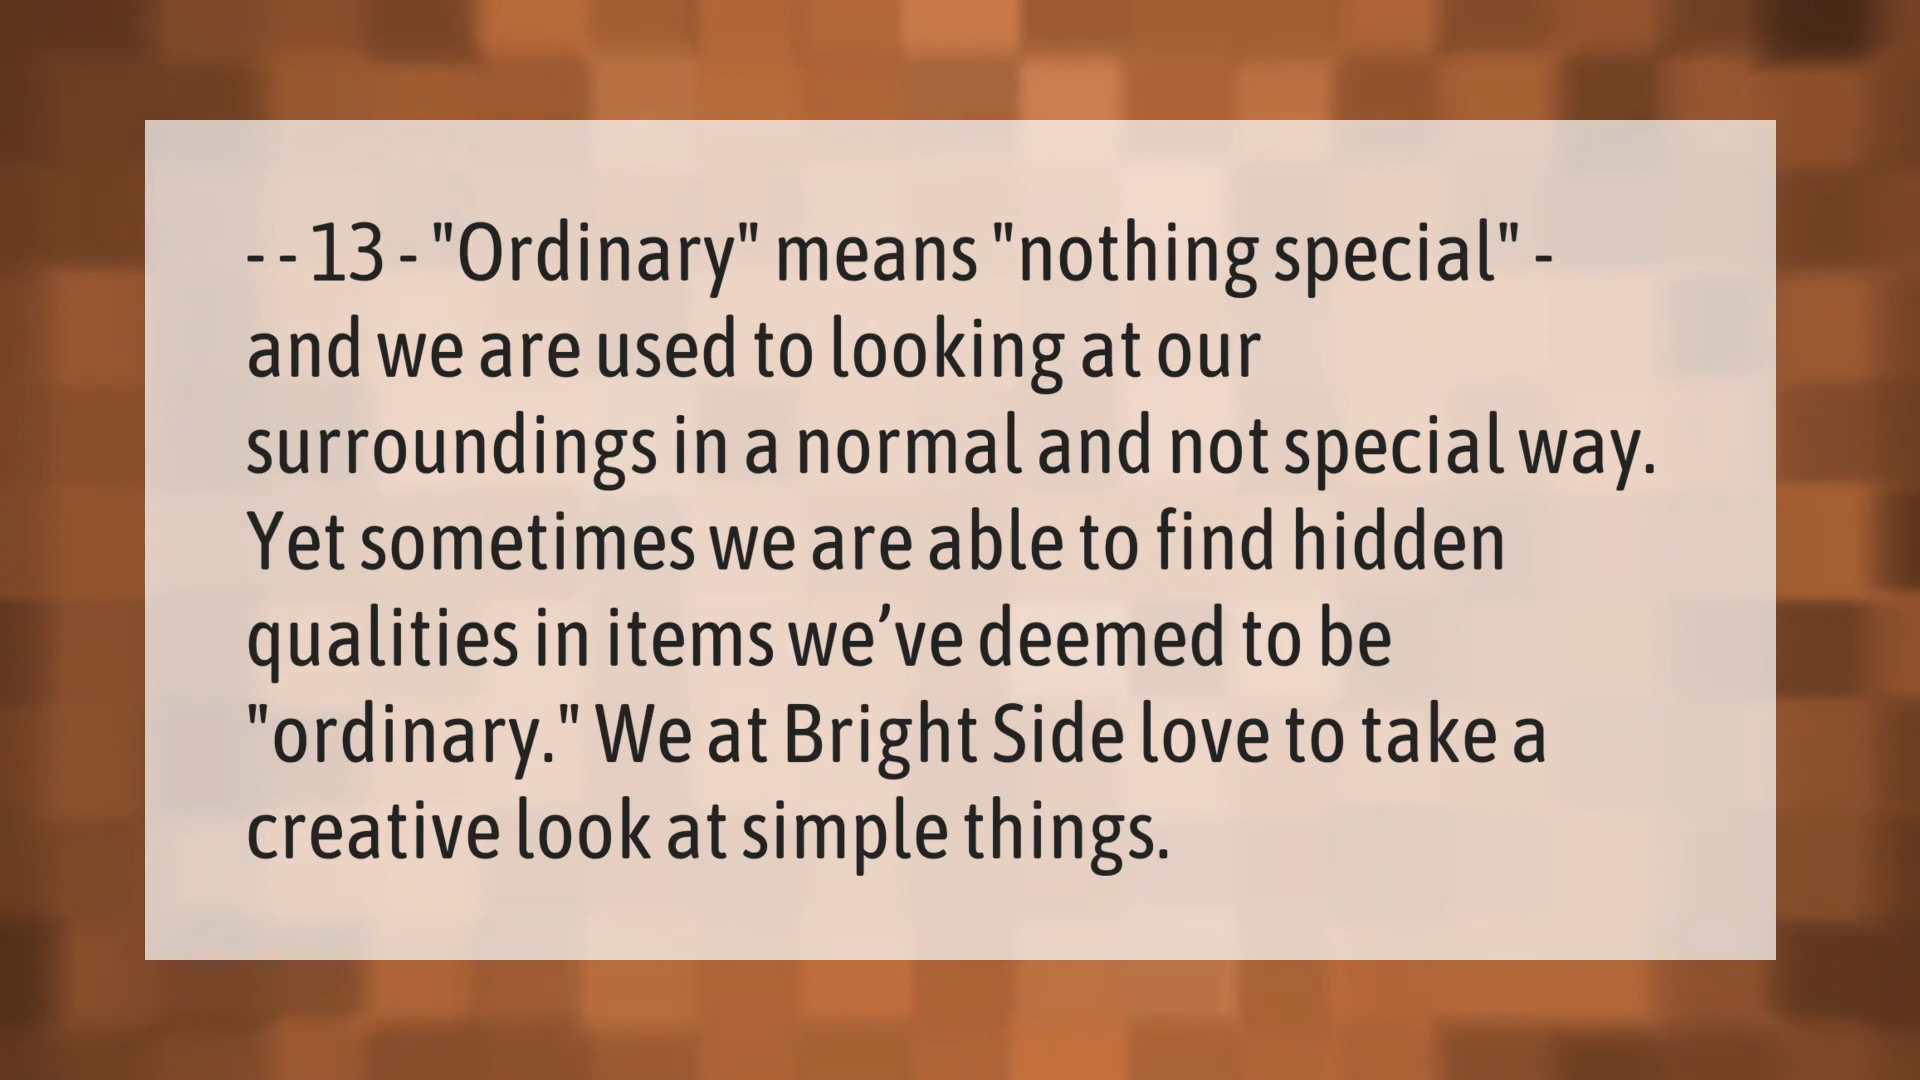 - - 13 - "Ordinary" means "nothing special" -
and we are used to looking at our
surroundings in a normal and not special way.
Yet sometimes we are able to find hidden
qualities in items we’ve deemed to be
"ordinary." We at Bright Side love to take a
creative look at simple things.